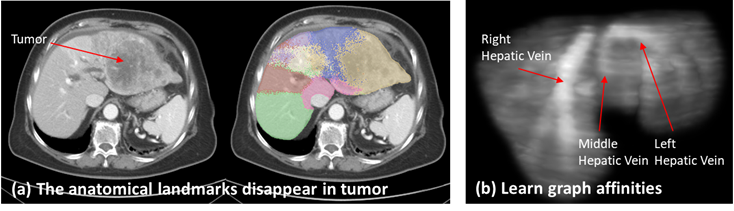 Tumor
(a) The anatomical landmarks disappear in tumor
Right
Hepatic Vein
Middle
Hepatic Vein
Left
Hepatic Vein
(b) Learn graph affinities